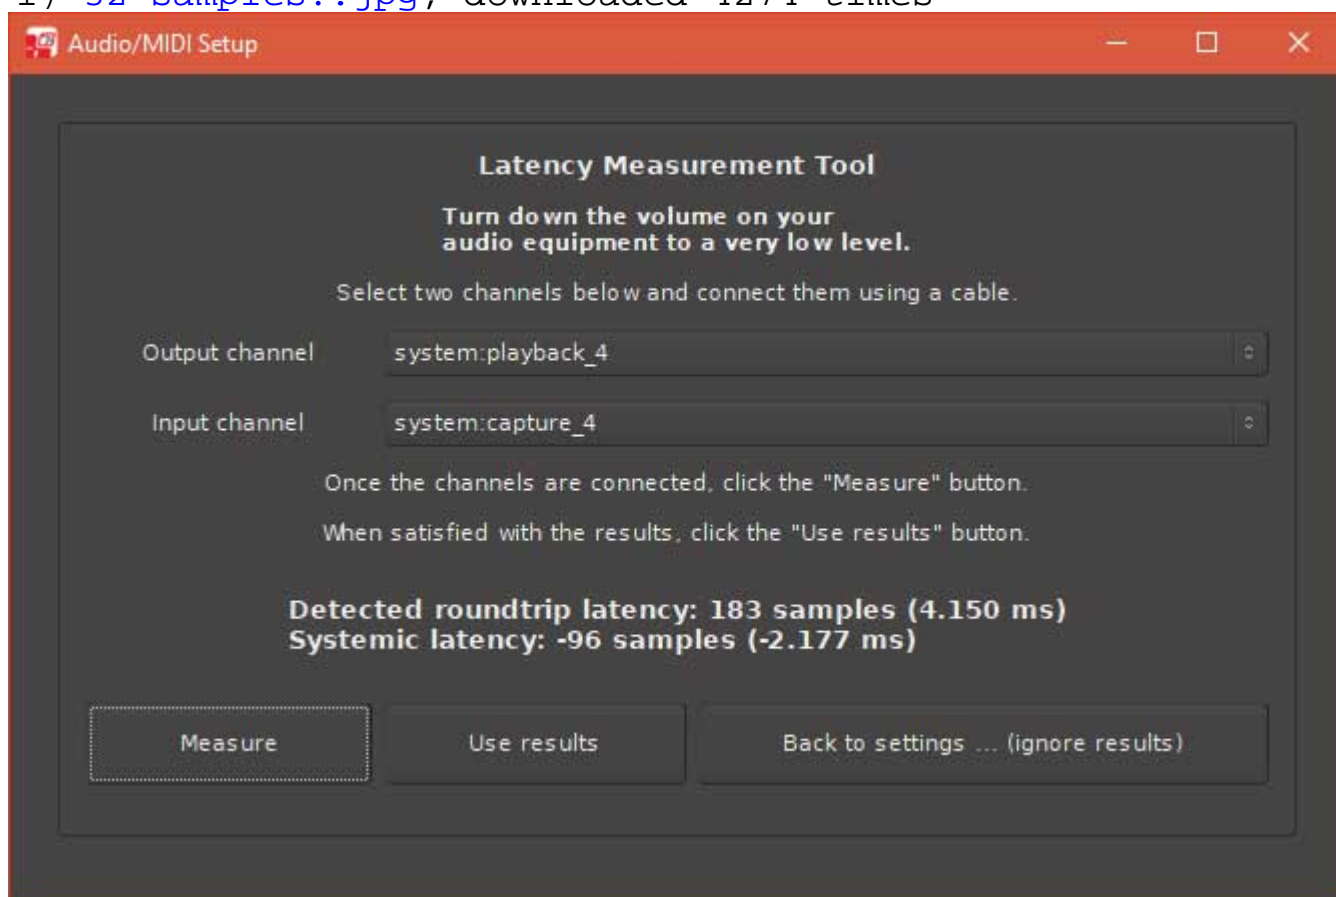 Audio/MIDI Setup
Latency Measurement Tool
Turn down the volume on your
audio equipment to a very low level.
Select two channels below and connect them using a cable.
Output channel system:playback_4
Input channel system:capture_4
Once the channels are connected, click the "Measure" button.
When satisfied with the results, click the "Use results" button.
Detected roundtrip latency: 183 samples (4.150 ms)
Systemic latency: -96 samples (-2.177 ms)
Measure Use results Back to settings ... (ignore results)